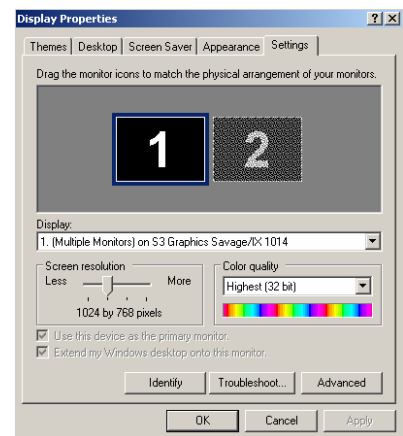 Display Properties
Themes Desktop Screen Saver Appearance Settings
Drag the monitor icons to match the physical arrangement of your monitors.
1 2
Display:
1. (Multiple Monitors) on S3 Graphics Savage/IX 1014
Screen resolution
Less More
1024 by 768 pixels
Color quality
Highest (32 bit)
Use this device as the primary monitor.
Extend my Windows desktop onto this monitor.
Identify Troubleshoot... Advanced
OK Cancel Apply